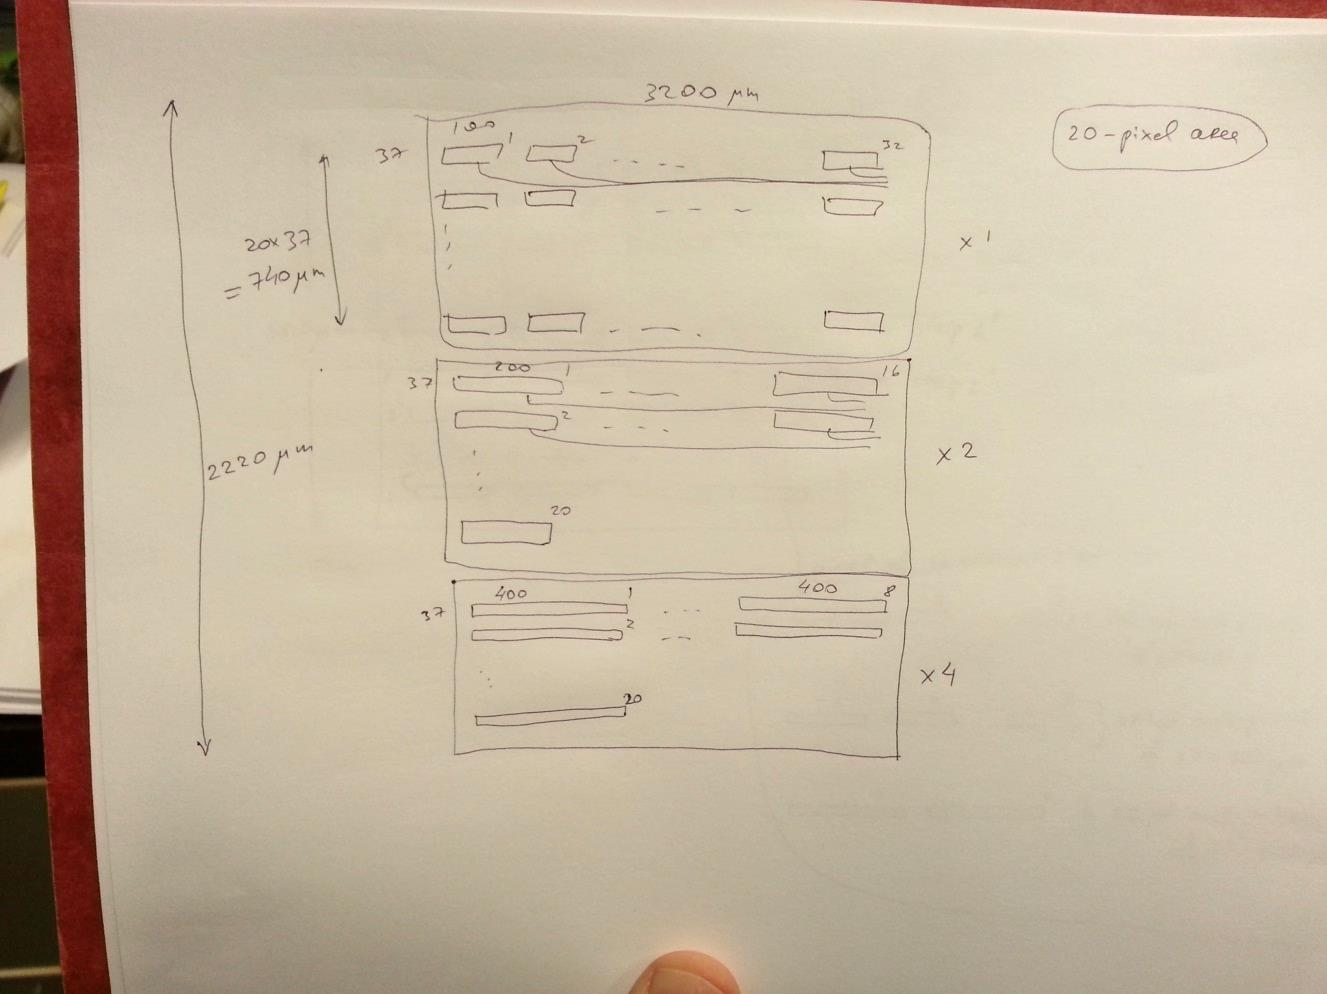 3200 μm
20-pixel area
100
37 1 2 - - - - 32
- - -
20x37
= 740 μm
x 1
- - - .
200
37 1 - - - 16
2 - - -
2220 μm
x 2
20
400 400
37 1 - - - 8
2 - -
x4
20